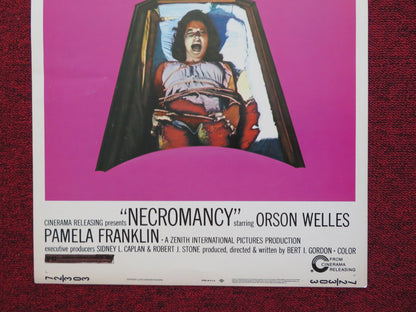 CINERAMA RELEASING presents "NECROMANCY" starring ORSON WELLES
PAMELA FRANKLIN · A ZENITH INTERNATIONAL PICTURES PRODUCTION
executive producers SIDNEY L. CAPLAN & ROBERT J. STONE produced, directed & written by BERT I. GORDON · COLOR
FROM
CINERAMA
RELEASING